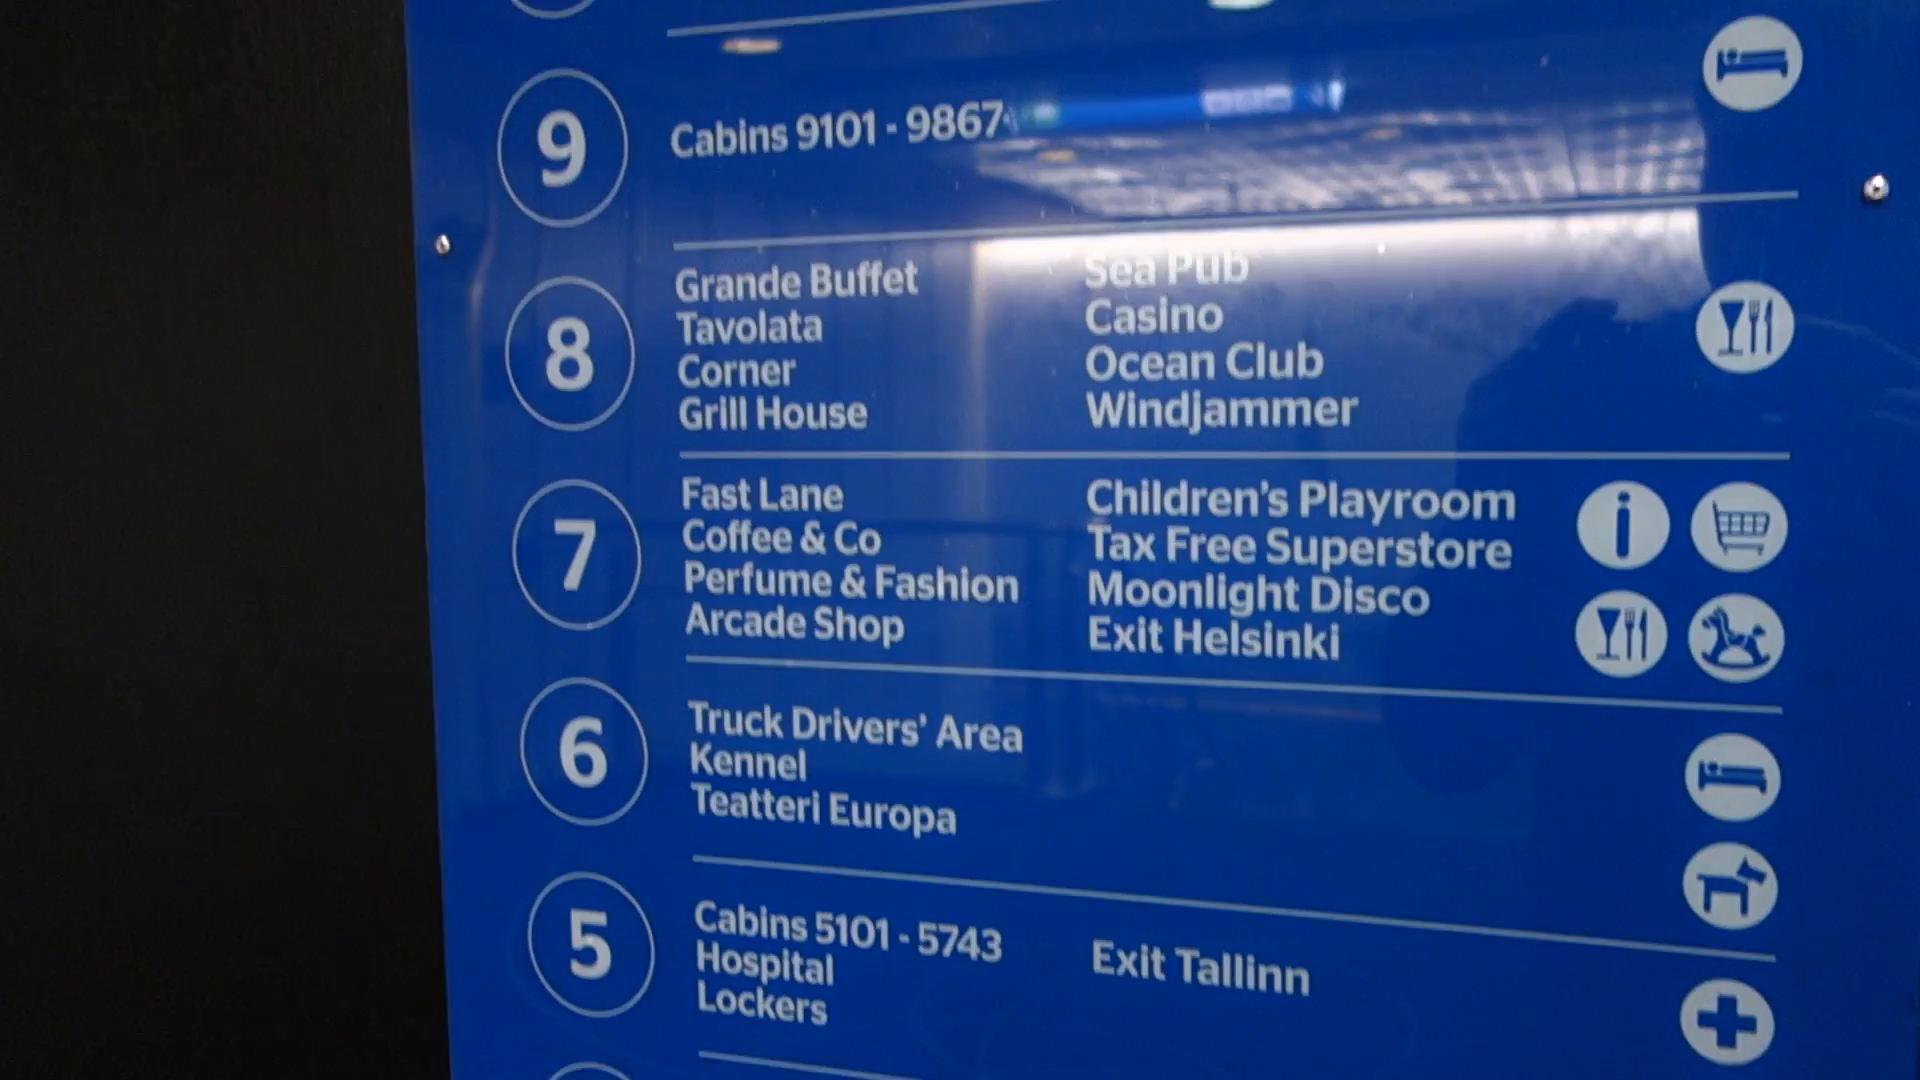 9
Cabins 9101 - 9867
8
Grande Buffet
Tavolata
Corner
Grill House
Sea Pub
Casino
Ocean Club
Windjammer
7
Fast Lane
Coffee & Co
Perfume & Fashion
Arcade Shop
Children's Playroom
Tax Free Superstore
Moonlight Disco
Exit Helsinki
6
Truck Drivers' Area
Kennel
Teatteri Europa
5
Cabins 5101 - 5743
Hospital
Lockers
Exit Tallinn